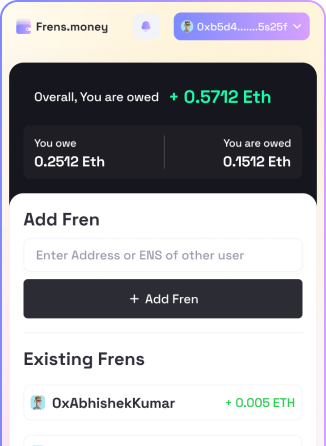 Frens.money
0xb5d4.......5s25f
Overall, You are owed + 0.5712 Eth
You owe You are owed
0.2512 Eth 0.1512 Eth
Add Fren
Enter Address or ENS of other user
+ Add Fren
Existing Frens
0xAbhishekKumar + 0.005 ETH